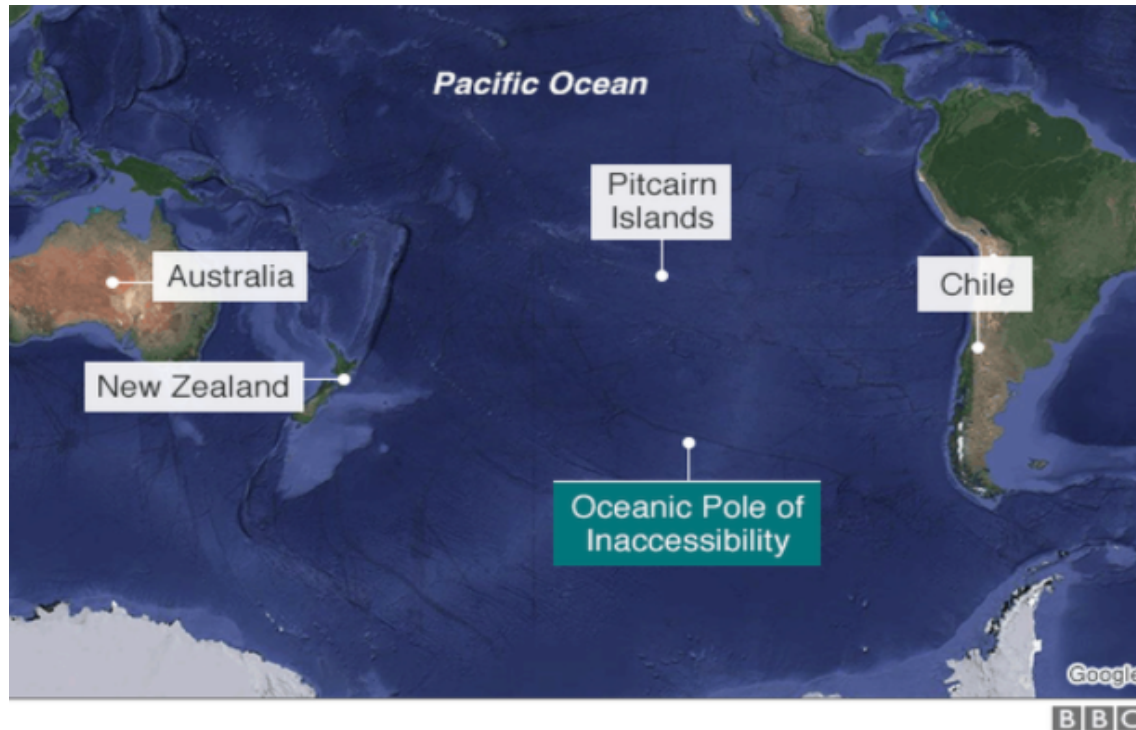 Pacific Ocean
Pitcairn
Islands
Australia
Chile
New Zealand
Oceanic Pole of
Inaccessibility
Google
BBC